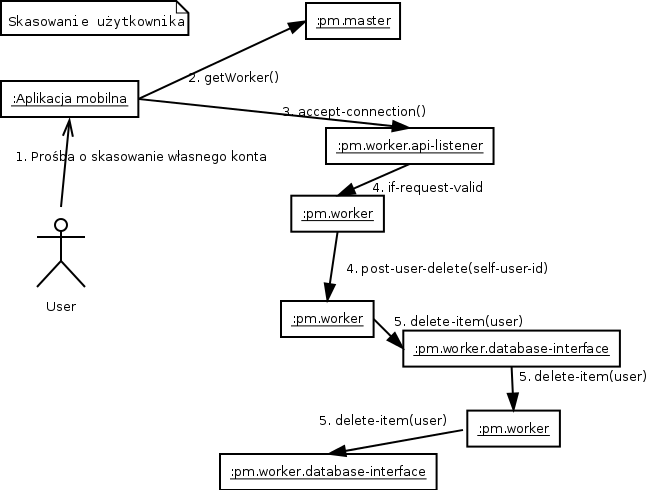 Skasowanie użytkownika
:pm.master
2. getWorker()
:Aplikacja mobilna
3. accept-connection()
:pm.worker.api-listener
1. Prośba o skasowanie własnego konta
4. if-request-valid
:pm.worker
4. post-user-delete(self-user-id)
User
:pm.worker
5. delete-item(user)
:pm.worker.database-interface
5. delete-item(user)
5. delete-item(user)
:pm.worker
:pm.worker.database-interface